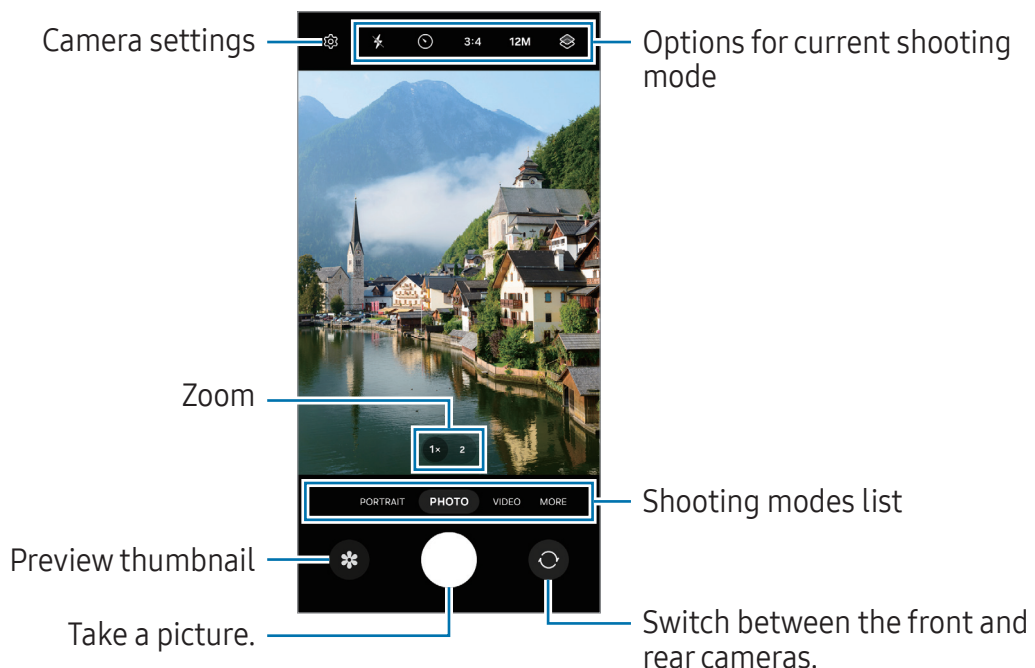 Camera settings
3:4 12M
Options for current shooting
mode
Zoom
1× 2
PORTRAIT PHOTO VIDEO MORE
Shooting modes list
Preview thumbnail
Take a picture.
Switch between the front and
rear cameras.